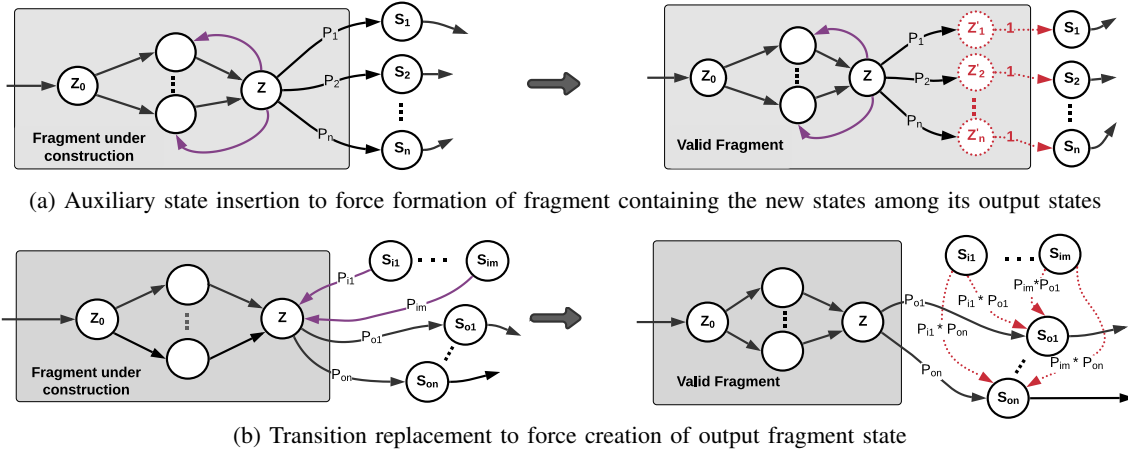 P1 S1
Z0 Z P2 S2
Pn Sn
Fragment under
construction
P1 Z'1 1 S1
Z0 Z P2 Z'2 1 S2
Pn Z'n 1 Sn
Valid Fragment
(a) Auxiliary state insertion to force formation of fragment containing the new states among its output states
Si1 Sim
Pi1 Pim
Z0 Z Po1 So1
Pon Son
Fragment under
construction
Si1 Sim
Po1 Pi1 * Po1 Pim*Po1
Z0 Z Pi1 * Pon So1
Pon Pim * Pon
Son
Valid Fragment
(b) Transition replacement to force creation of output fragment state